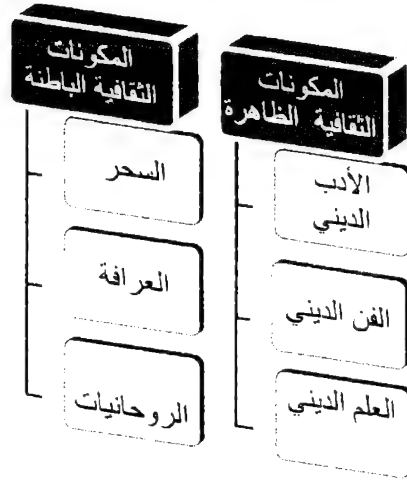 المكونات
الثقافية الظاهرة
الأدب
الديني
الفن الديني
العلم الديني
المكونات
الثقافية الباطنة
السحر
العرافة
الروحانيات